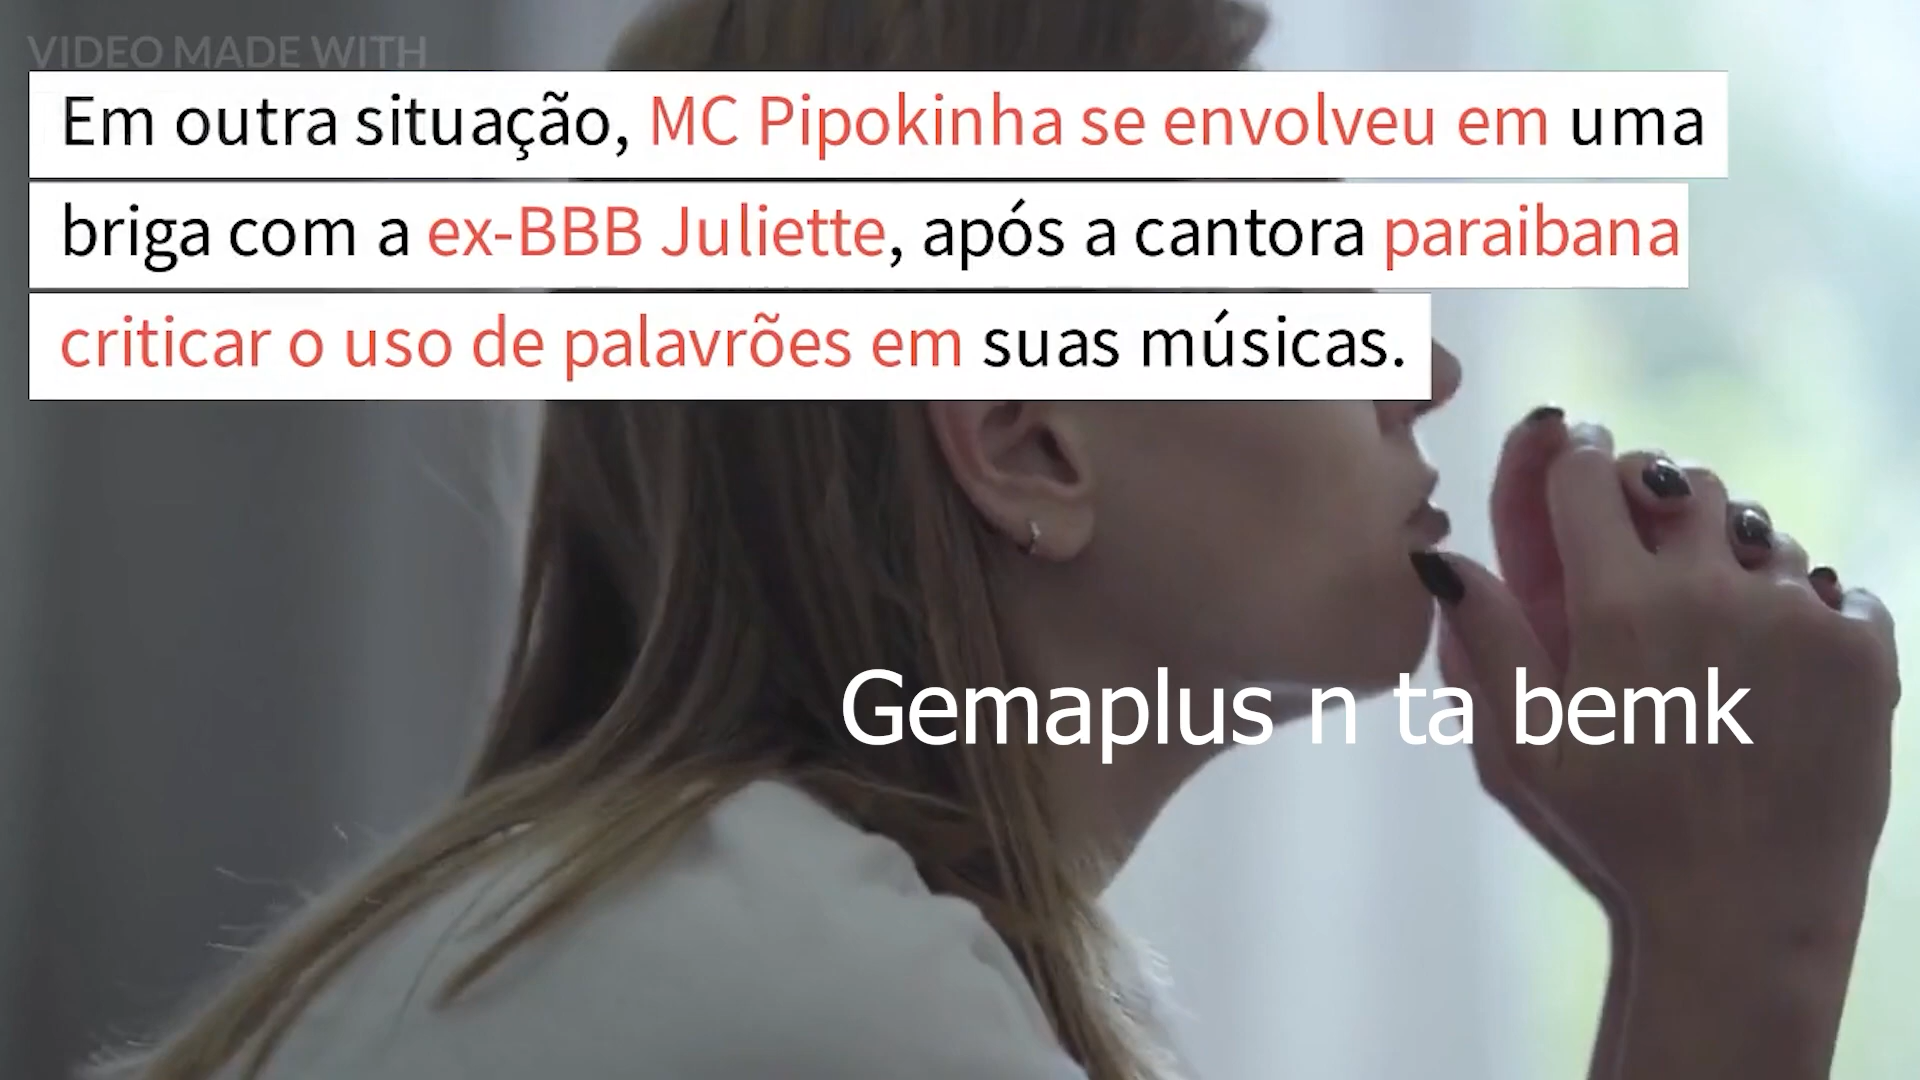 VIDEO MADE WITH
Em outra situação, MC Pipokinha se envolveu em uma
briga com a ex-BBB Juliette, após a cantora paraibana
criticar o uso de palavrões em suas músicas.
Gemaplus n ta bemk